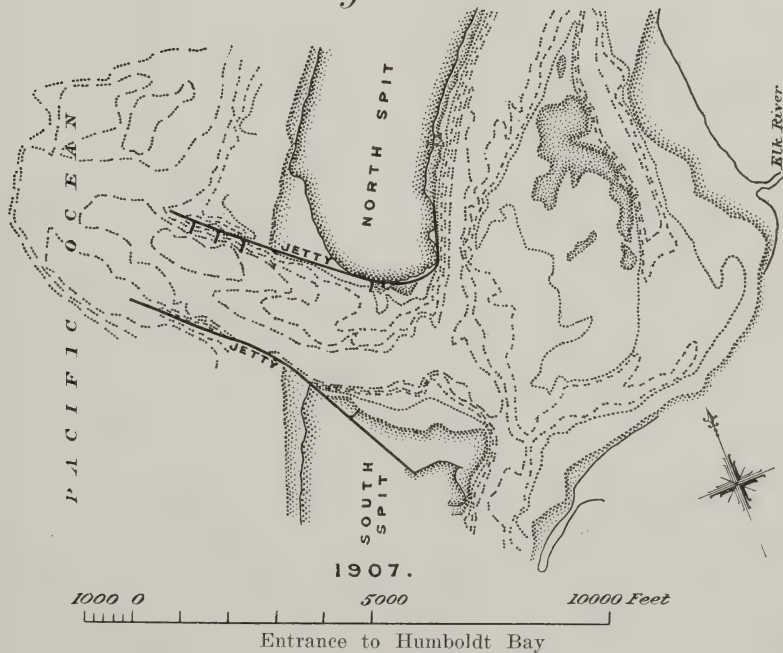 PACIFIC OCEAN
NORTH SPIT
Elk River
JETTY
JETTY
SOUTH
SPIT
1907.
1000 0 5000 10000 Feet
Entrance to Humboldt Bay